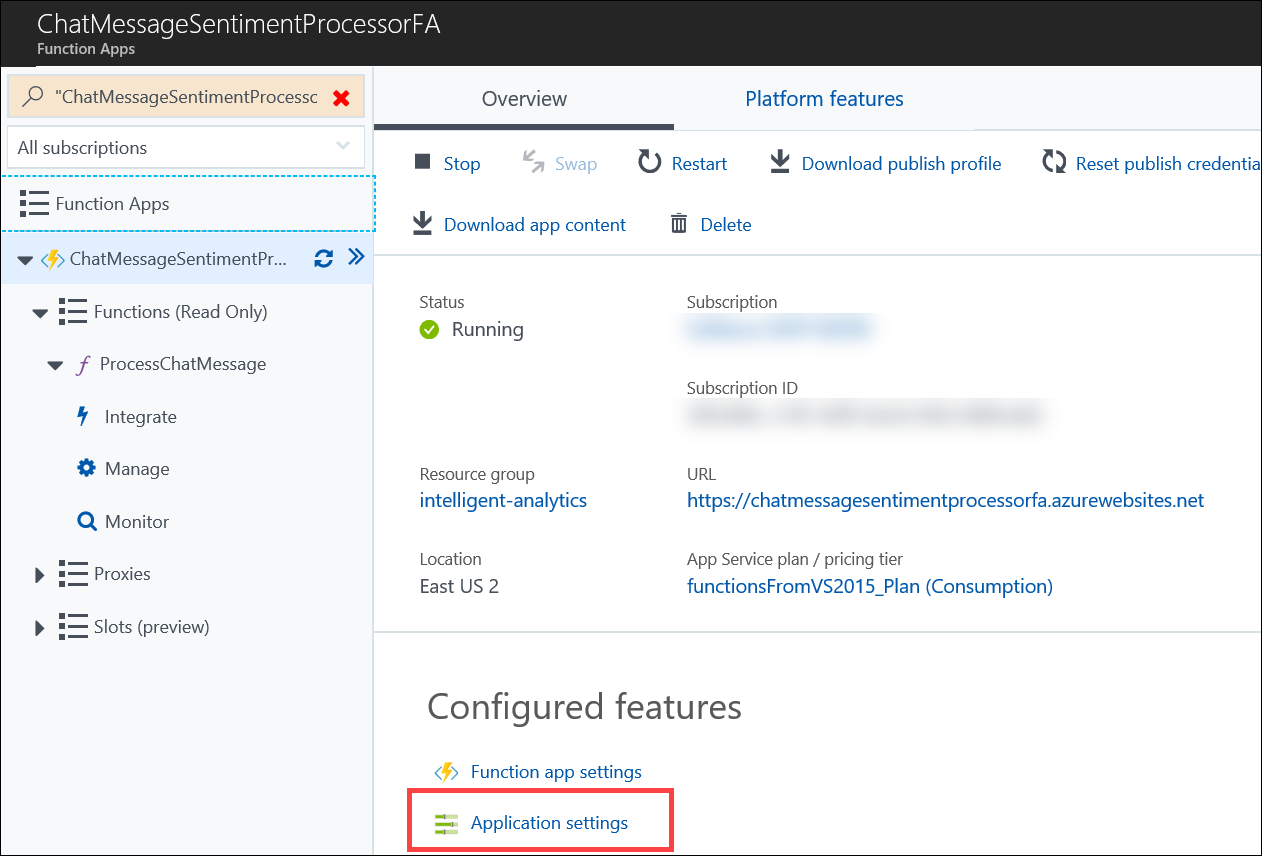 ChatMessageSentimentProcessorFA
Function Apps
"ChatMessageSentimentProcessc
All subscriptions
Function Apps
ChatMessageSentimentPr...
Functions (Read Only)
ProcessChatMessage
Integrate
Manage
Monitor
Proxies
Slots (preview)
Overview
Platform features
Stop
Swap
Restart
Download publish profile
Reset publish credentia
Download app content
Delete
Status
Running
Subscription
Subscription ID
Resource group
intelligent-analytics
URL
https://chatmessagesentimentprocessorfa.azurewebsites.net
Location
East US 2
App Service plan / pricing tier
functionsFromVS2015_Plan (Consumption)
Configured features
Function app settings
Application settings